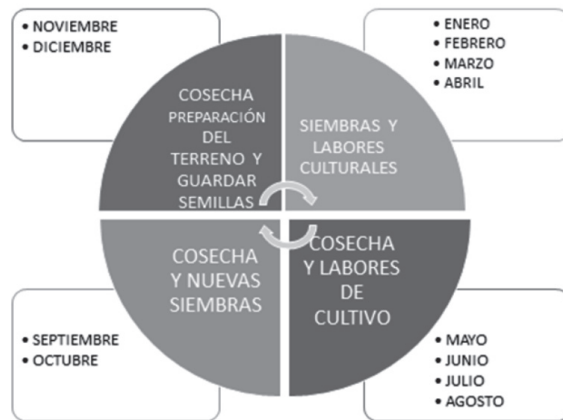 • NOVIEMBRE
• DICIEMBRE
• ENERO
• FEBRERO
• MARZO
• ABRIL
COSECHA
PREPARACIÓN
DEL
TERRENO Y
GUARDAR
SEMILLAS
SIEMBRAS Y
LABORES
CULTURALES
COSECHA
Y NUEVAS
SIEMBRAS
COSECHA
Y LABORES
DE
CULTIVO
• SEPTIEMBRE
• OCTUBRE
• MAYO
• JUNIO
• JULIO
• AGOSTO